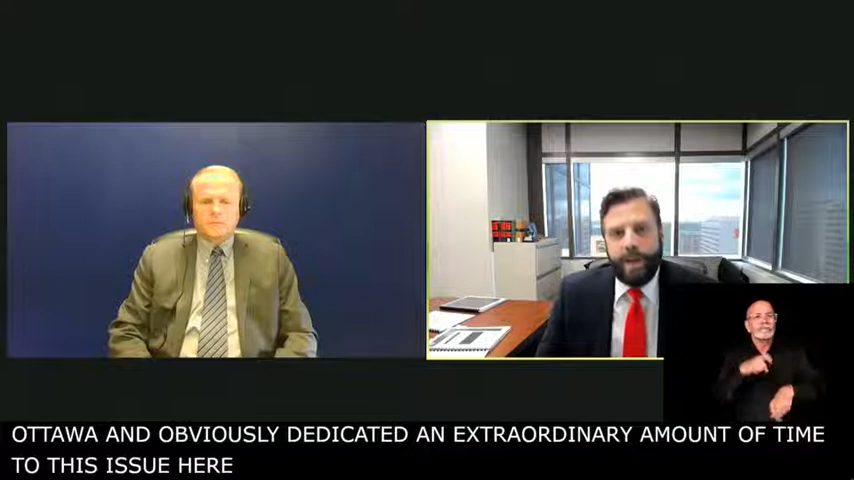 OTTAWA AND OBVIOUSLY DEDICATED AN EXTRAORDINARY AMOUNT OF TIME
TO THIS ISSUE HERE